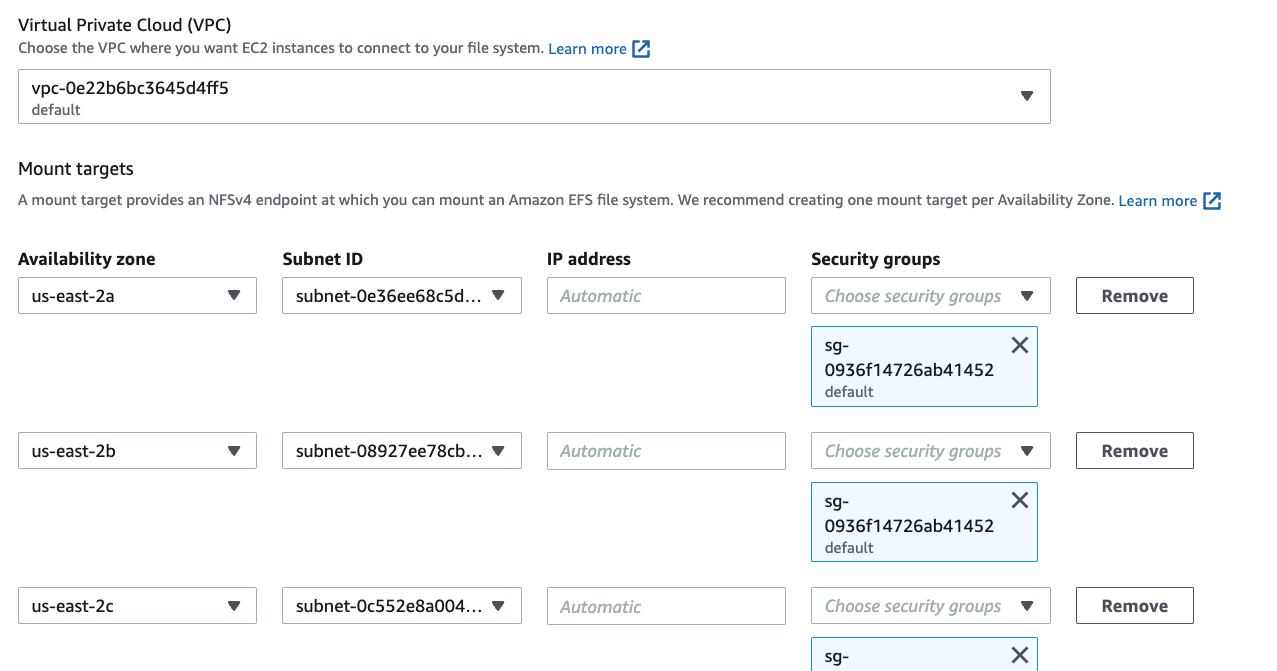 Virtual Private Cloud (VPC)
Choose the VPC where you want EC2 instances to connect to your file system. Learn more
vpc-0e22b6bc3645d4ff5
default
Mount targets
A mount target provides an NFSv4 endpoint at which you can mount an Amazon EFS file system. We recommend creating one mount target per Availability Zone. Learn more
Availability zone Subnet ID IP address Security groups
us-east-2a subnet-0e36ee68c5d... Automatic Choose security groups Remove
sg-
0936f14726ab41452
default
us-east-2b subnet-08927ee78cb... Automatic Choose security groups Remove
sg-
0936f14726ab41452
default
us-east-2c subnet-0c552e8a004... Automatic Choose security groups Remove
sg-